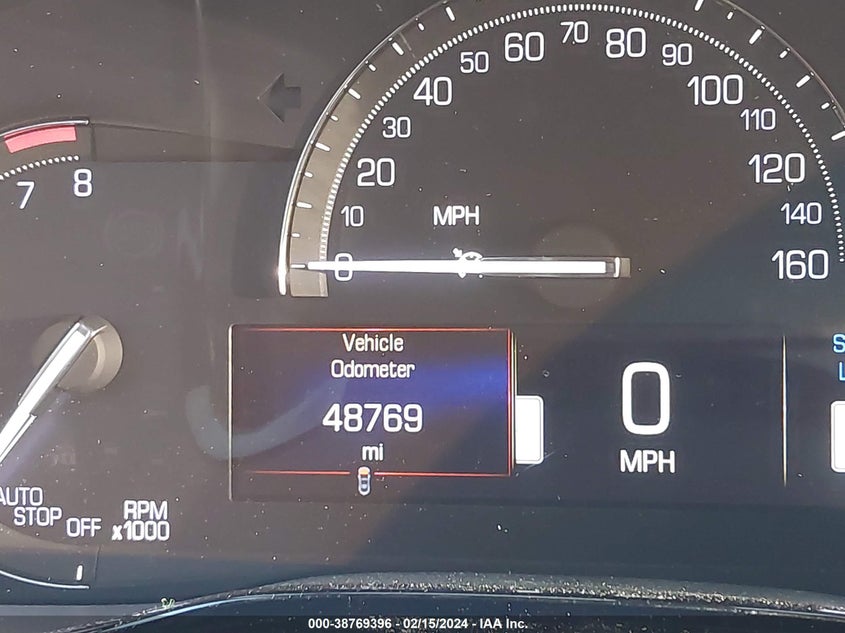 60 70 80
50 90
40 100
30 110
20 120
7 8
10 MPH 140
0 160
Vehicle
Odometer
48769
mi
0
MPH
S
L
AUTO
STOP OFF
RPM
x1000
000-38769396 - 02/15/2024 - IAA Inc.